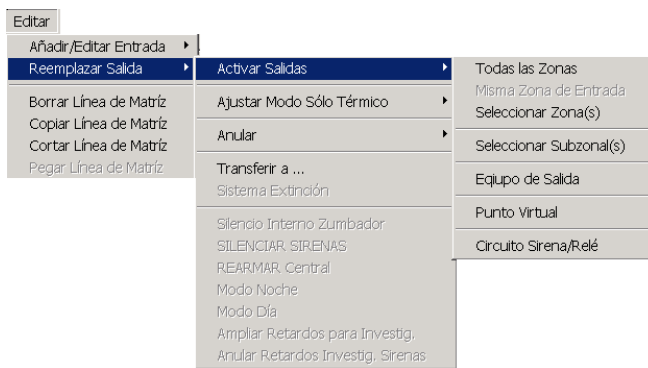 Editar
Añadir/Editar Entrada
Reemplazar Salida
Borrar Línea de Matríz
Copiar Línea de Matríz
Cortar Línea de Matríz
Pegar Línea de Matríz
Activar Salidas
Ajustar Modo Sólo Térmico
Anular
Transferir a ...
Sistema Extinción
Silencio Interno Zumbador
SILENCIAR SIRENAS
REARMAR Central
Modo Noche
Modo Día
Ampliar Retardos para Investig.
Anular Retardos Investig. Sirenas
Todas las Zonas
Misma Zona de Entrada
Seleccionar Zona(s)
Seleccionar Subzonal(s)
Eqiupo de Salida
Punto Virtual
Circuito Sirena/Relé